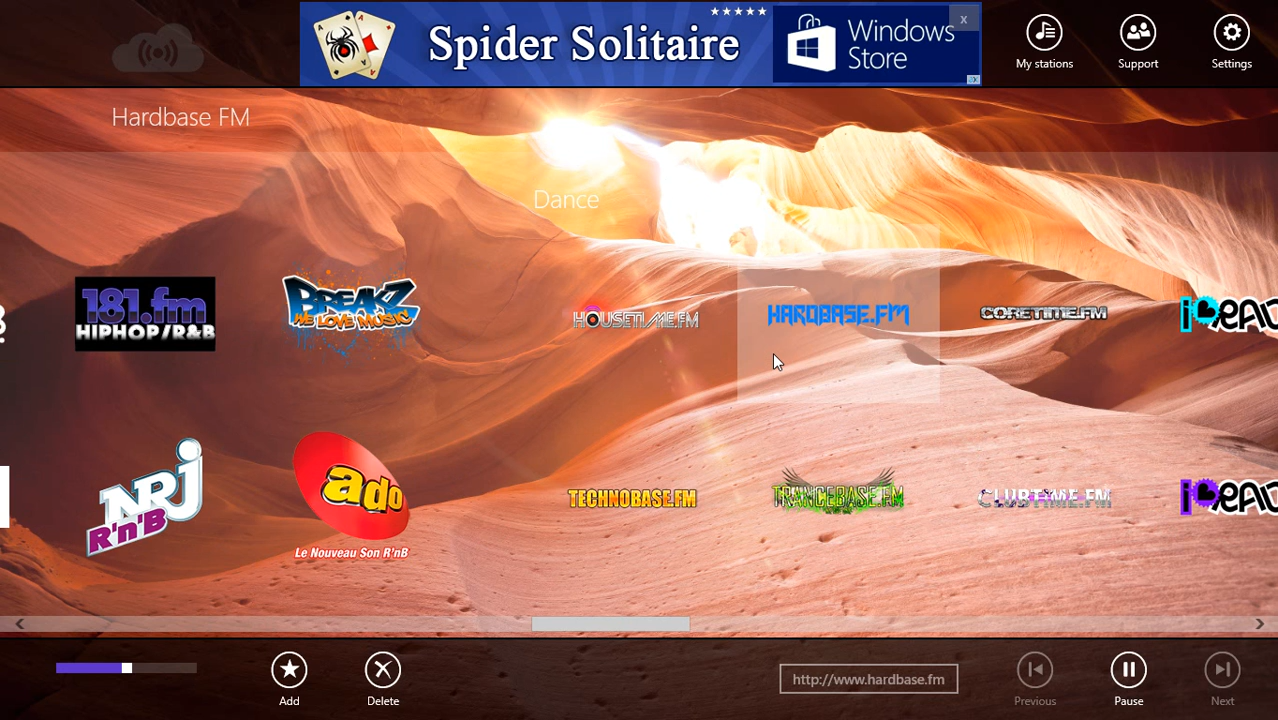 Spider Solitaire
Windows
Store
x
My stations
Support
Settings
Hardbase FM
Dance
181.fm
HIPHOP/R&B
BREAKZ
WE LOVE MUSIC
HOUSETIME.FM
HARDBASE.FM
CORETIME.FM
NRJ
R'n'B
ado
Le Nouveau Son R'nB
TECHNOBASE.FM
TRANCEBASE.FM
CLUBTIME.FM
Add
Delete
http://www.hardbase.fm
Previous
Pause
Next